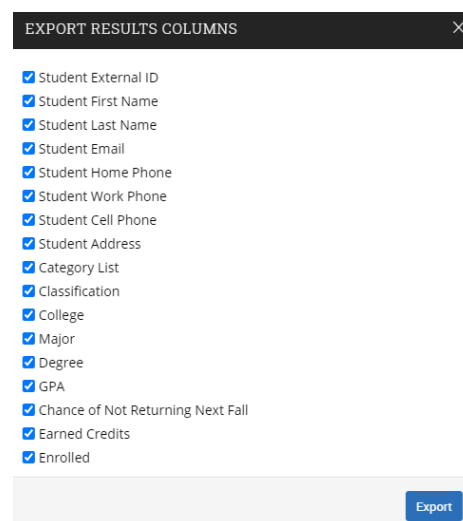 EXPORT RESULTS COLUMNS
Student External ID
Student First Name
Student Last Name
Student Email
Student Home Phone
Student Work Phone
Student Cell Phone
Student Address
Category List
Classification
College
Major
Degree
GPA
Chance of Not Returning Next Fall
Earned Credits
Enrolled
Export